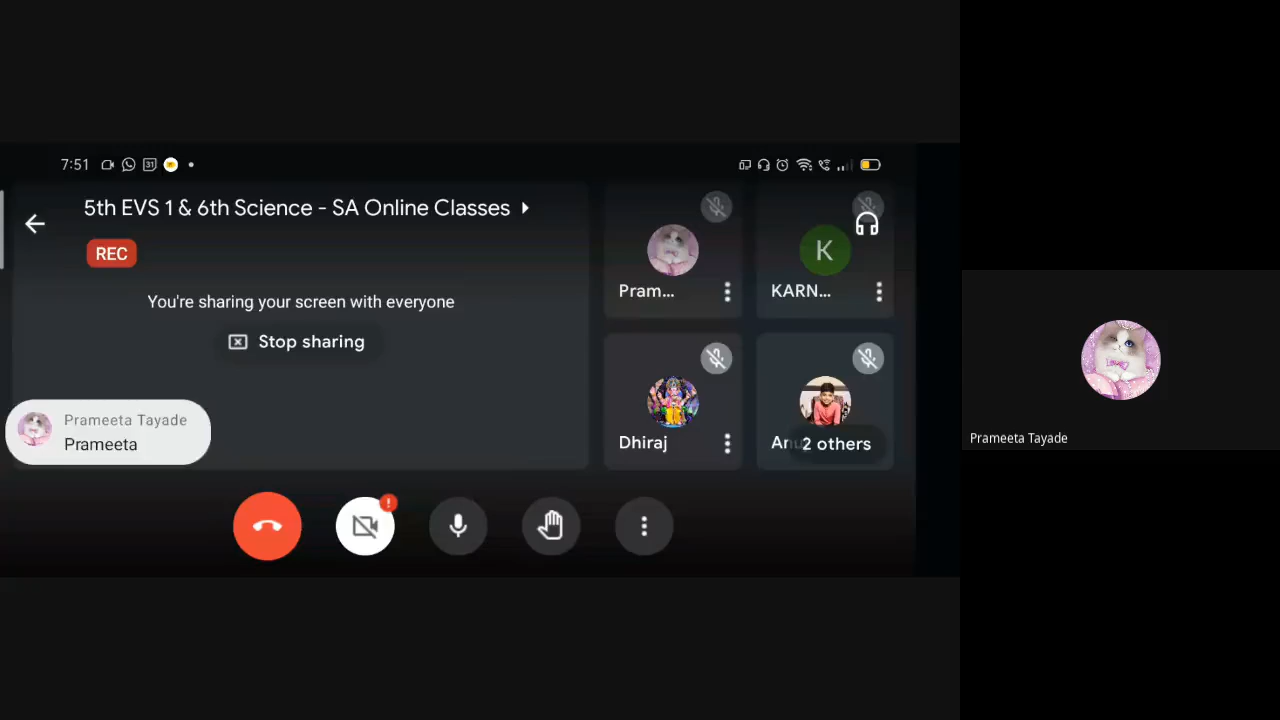 7:51
31
5th EVS 1 & 6th Science - SA Online Classes
REC
You're sharing your screen with everyone
Stop sharing
Pram...
K
KARN...
Dhiraj
2 others
Prameeta Tayade
Prameeta
Prameeta Tayade